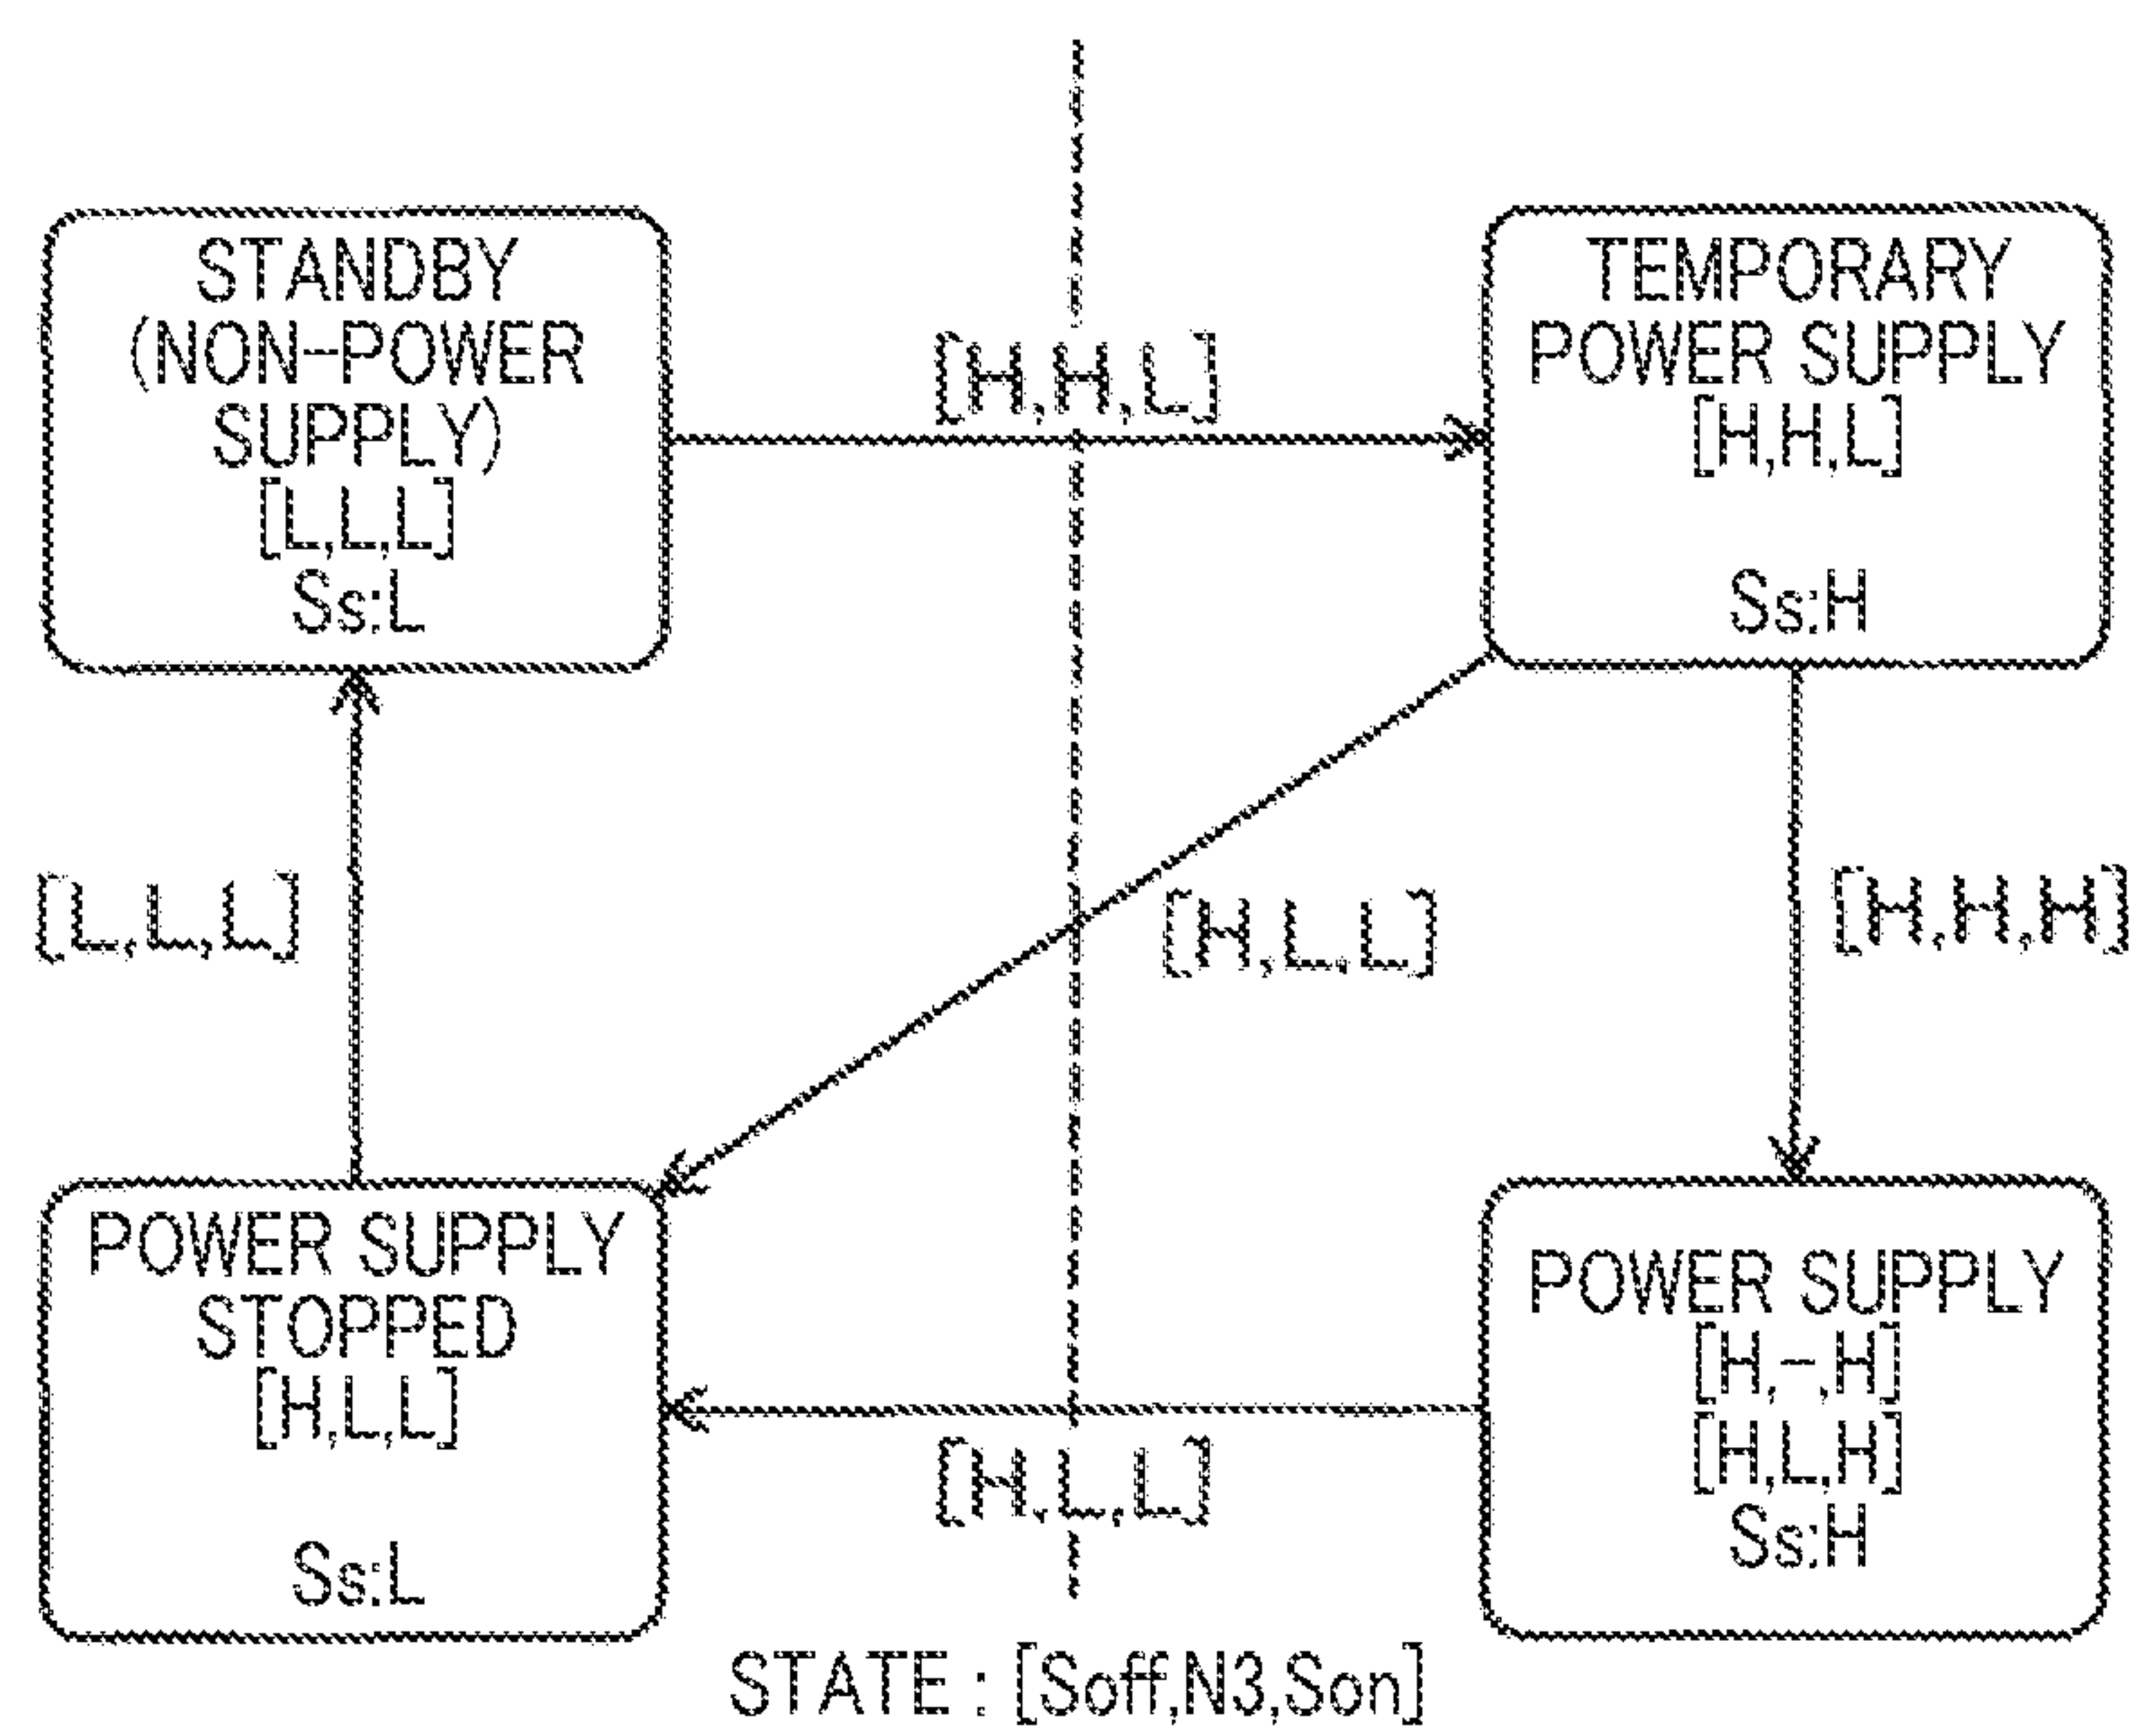 STANDBY
(NON-POWER
SUPPLY)
[L,L,L]
Ss:L
[H,H,L]
TEMPORARY
POWER SUPPLY
[H,H,L]
Ss:H
[L,L,L]
[H,L,L]
[H,H,H]
POWER SUPPLY
STOPPED
[H,L,L]
Ss:L
[H,L,L]
POWER SUPPLY
[H,-,H]
[H,L,H]
Ss:H
STATE : [Soff,N3,Son]